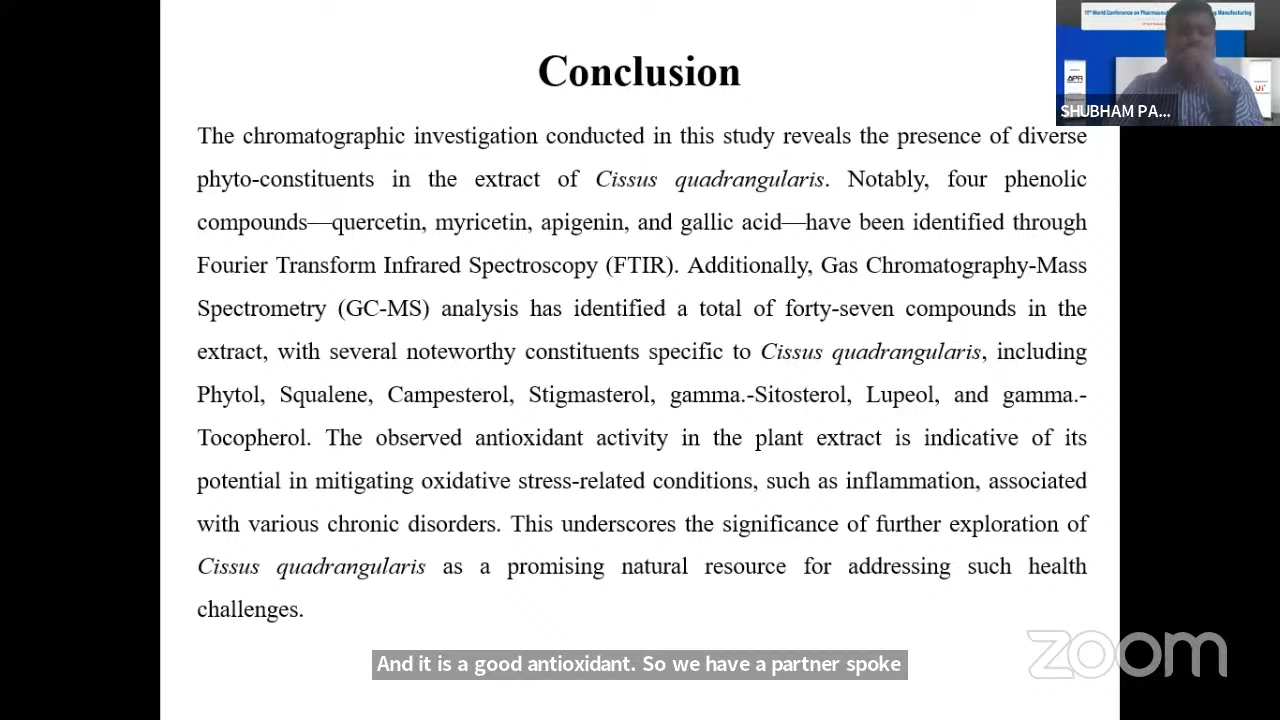 Conclusion
The chromatographic investigation conducted in this study reveals the presence of diverse
phyto-constituents in the extract of Cissus quadrangularis. Notably, four phenolic
compounds—quercetin, myricetin, apigenin, and gallic acid—have been identified through
Fourier Transform Infrared Spectroscopy (FTIR). Additionally, Gas Chromatography-Mass
Spectrometry (GC-MS) analysis has identified a total of forty-seven compounds in the
extract, with several noteworthy constituents specific to Cissus quadrangularis, including
Phytol, Squalene, Campesterol, Stigmasterol, gamma.-Sitosterol, Lupeol, and gamma.-
Tocopherol. The observed antioxidant activity in the plant extract is indicative of its
potential in mitigating oxidative stress-related conditions, such as inflammation, associated
with various chronic disorders. This underscores the significance of further exploration of
Cissus quadrangularis as a promising natural resource for addressing such health
challenges.
11th World Conference on Manufacturing
APR
SHUBHAM PA...
And it is a good antioxidant. So we have a partner spoke
zoom